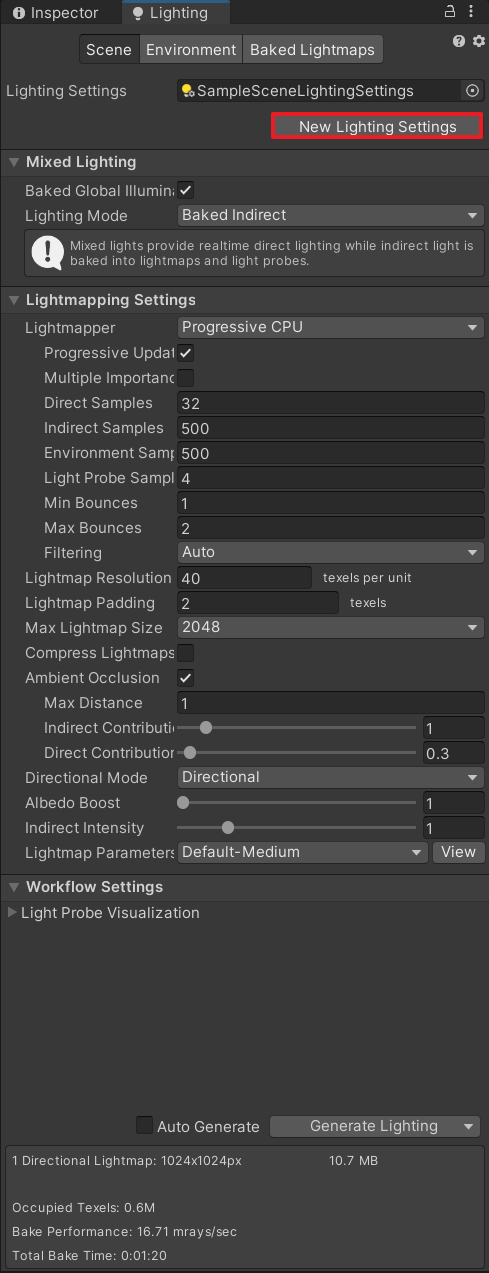 Inspector
Lighting
Scene
Environment
Baked Lightmaps
Lighting Settings
SampleSceneLightingSettings
New Lighting Settings
Mixed Lighting
Baked Global Illumina
Lighting Mode
Baked Indirect
Mixed lights provide realtime direct lighting while indirect light is
baked into lightmaps and light probes.
Lightmapping Settings
Lightmapper
Progressive CPU
Progressive Updat
Multiple Importanc
Direct Samples
32
Indirect Samples
500
Environment Samp
500
Light Probe Sampl
4
Min Bounces
1
Max Bounces
2
Filtering
Auto
Lightmap Resolution
40
texels per unit
Lightmap Padding
2
texels
Max Lightmap Size
2048
Compress Lightmaps
Ambient Occlusion
Max Distance
1
Indirect Contributi
1
Direct Contribution
0.3
Directional Mode
Directional
Albedo Boost
1
Indirect Intensity
1
Lightmap Parameters
Default-Medium
View
Workflow Settings
Light Probe Visualization
Auto Generate
Generate Lighting
1 Directional Lightmap: 1024x1024px
10.7 MB
Occupied Texels: 0.6M
Bake Performance: 16.71 mrays/sec
Total Bake Time: 0:01:20